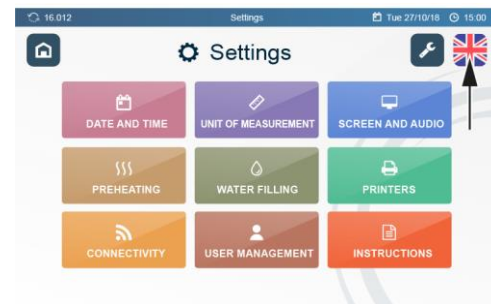 16.012 Settings Tue 27/10/18 15:00
Settings
DATE AND TIME UNIT OF MEASUREMENT SCREEN AND AUDIO
PREHEATING WATER FILLING PRINTERS
CONNECTIVITY USER MANAGEMENT INSTRUCTIONS